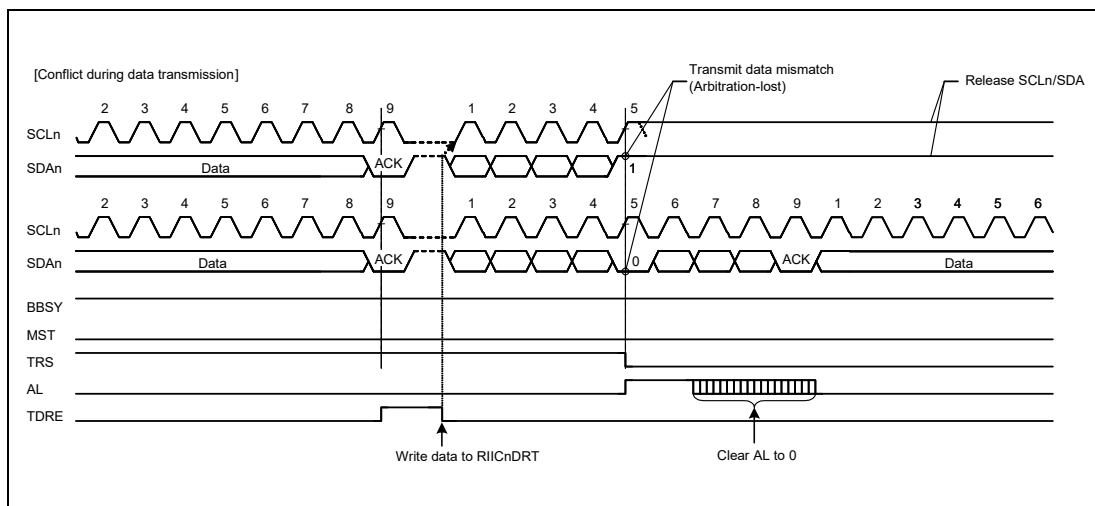 [Conflict during data transmission]
Transmit data mismatch
(Arbitration-lost)
Release SCLn/SDA
2 3 4 5 6 7 8 9 1 2 3 4 5
SCLn
SDAn Data ACK 1
2 3 4 5 6 7 8 9 1 2 3 4 5 6 7 8 9 1 2 3 4 5 6
SCLn
SDAn Data ACK 0 ACK Data
BBSY
MST
TRS
AL
TDRE
Write data to RIICnDRT Clear AL to 0